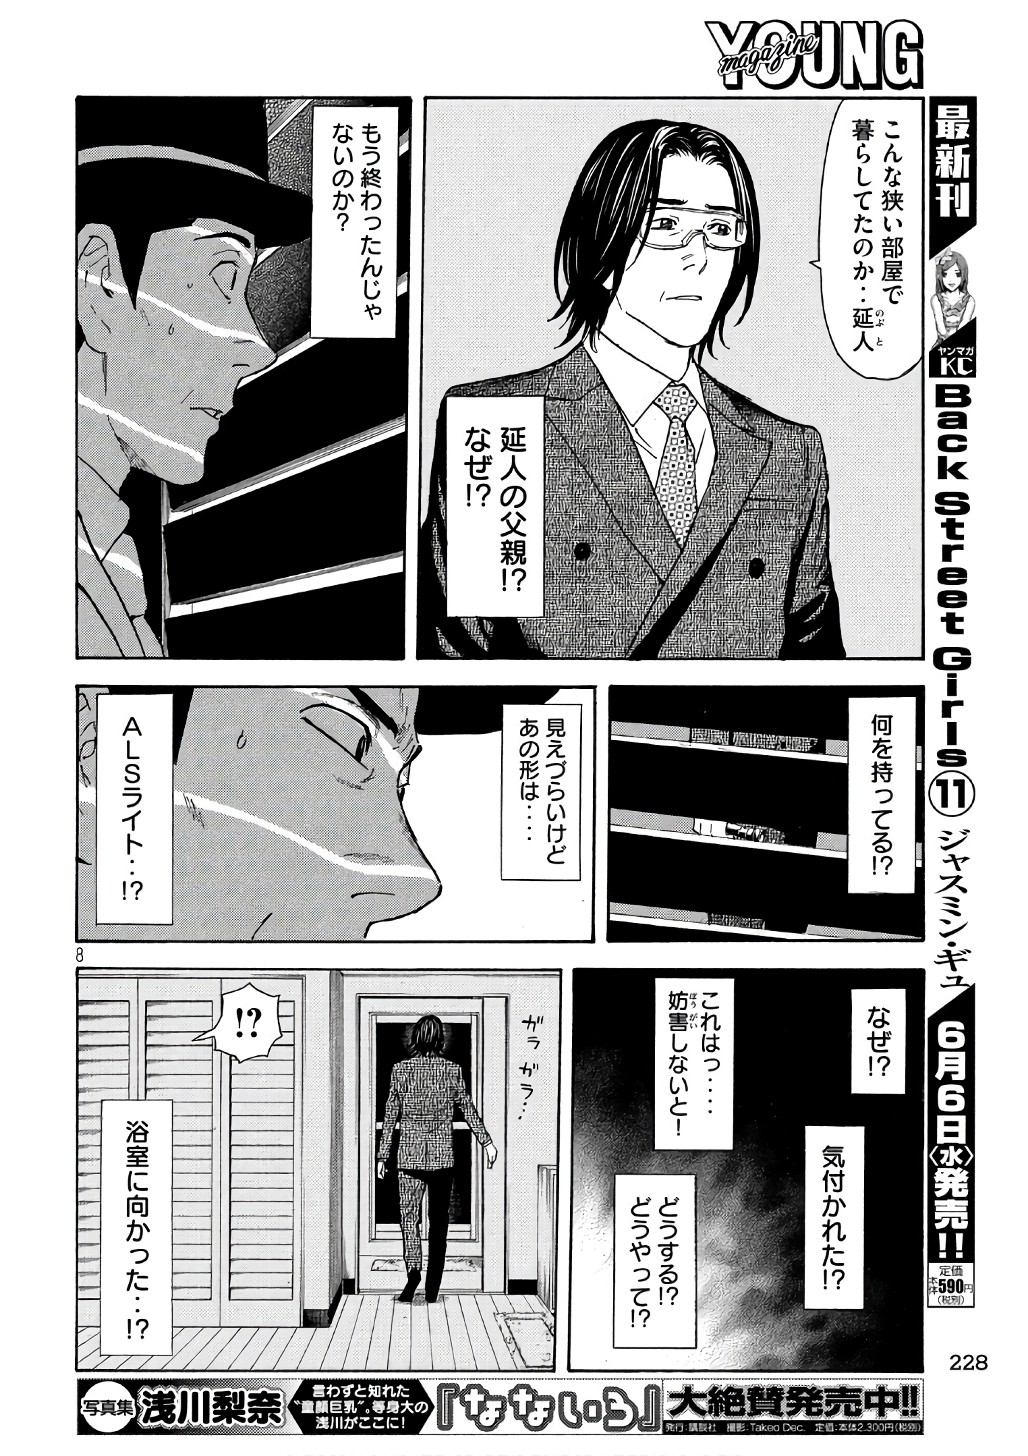 YOUNG
magazine
こんな狭い部屋で
暮らしてたのか‥延人
のぶと
延人の父親!?
なぜ!?
もう終わったんじゃ
ないのか?
何を持ってる!?
見えづらいけど
あの形は‥‥
ALSライト‥!?
8
なぜ!?
気付かれた!?
これはっ‥‥
妨害しないと!
ぼうがい
どうする!?
どうやって!?
ガラ
ガラ‥
!?
浴室に向かった‥!?
最新刊
ヤンマガ
KC
Back Street Girls⑪
ジャスミン・ギュ
6月6日〈水〉発売!!
定価
本体590円
(税別)
228
写真集
浅川梨奈
言わずと知れた
“童顔巨乳”。等身大の
浅川がここに!
『なないろ』
大絶賛発売中!!
発行:講談社 撮影:Takeo Dec. 定価:本体2,300円(税別)